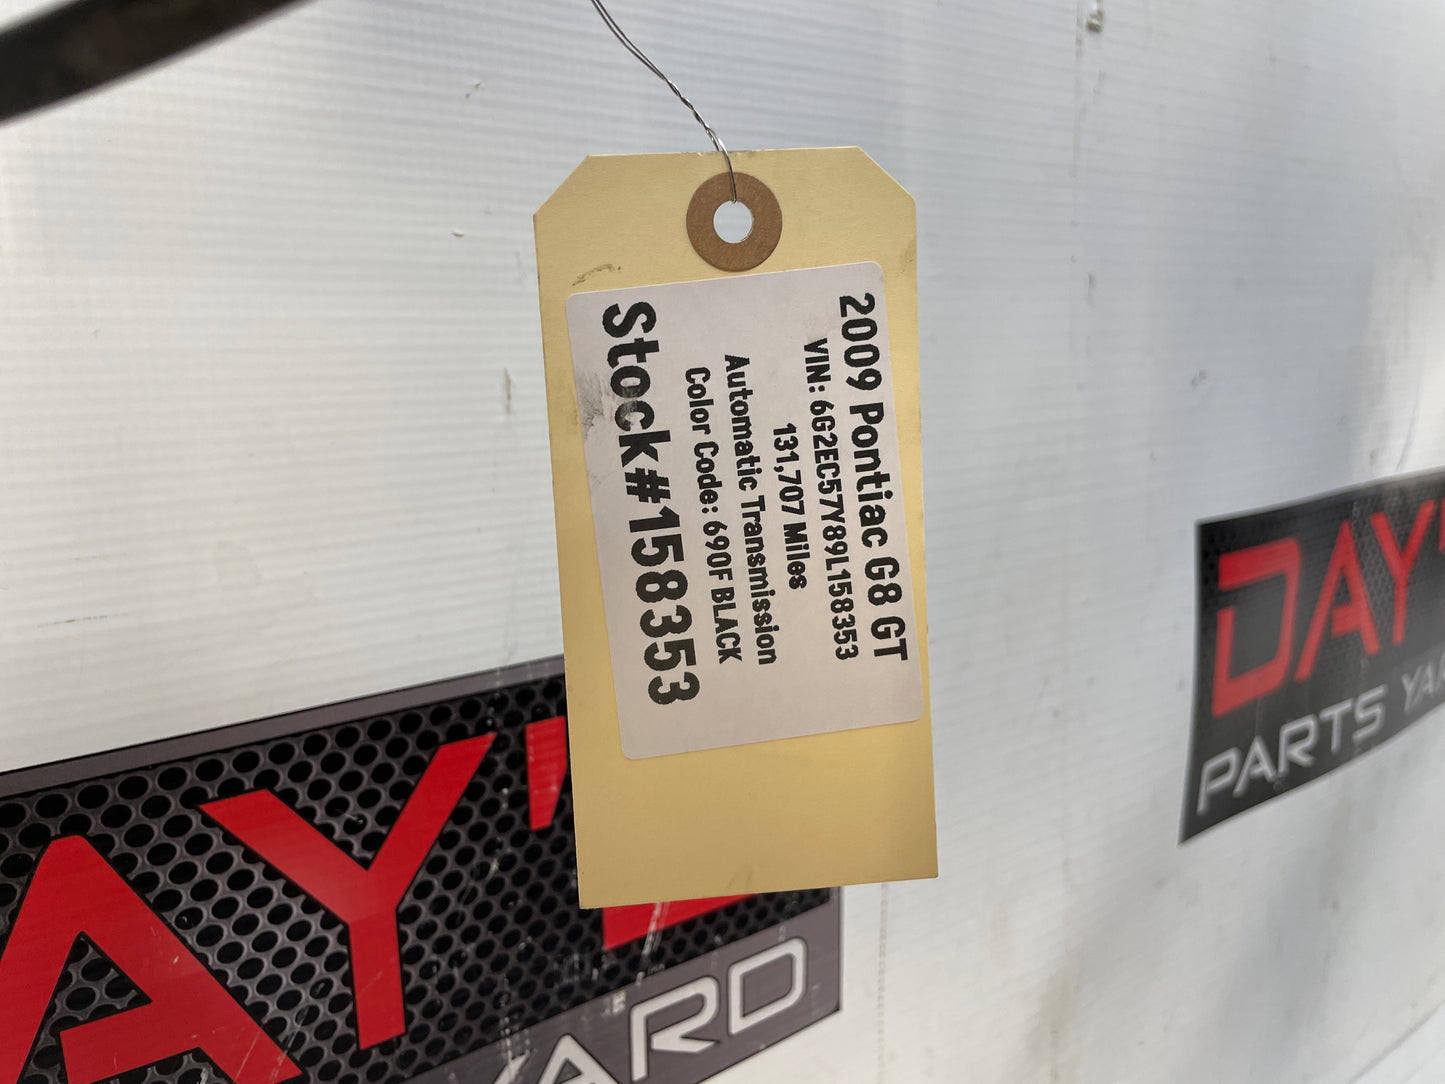 2009 Pontiac G8 GT
VIN: 6G2EC57Y89L158353
131,707 Miles
Automatic Transmission
Color Code: 690F BLACK
Stock#158353
DAY'
PARTS YARD
AY'
YARD